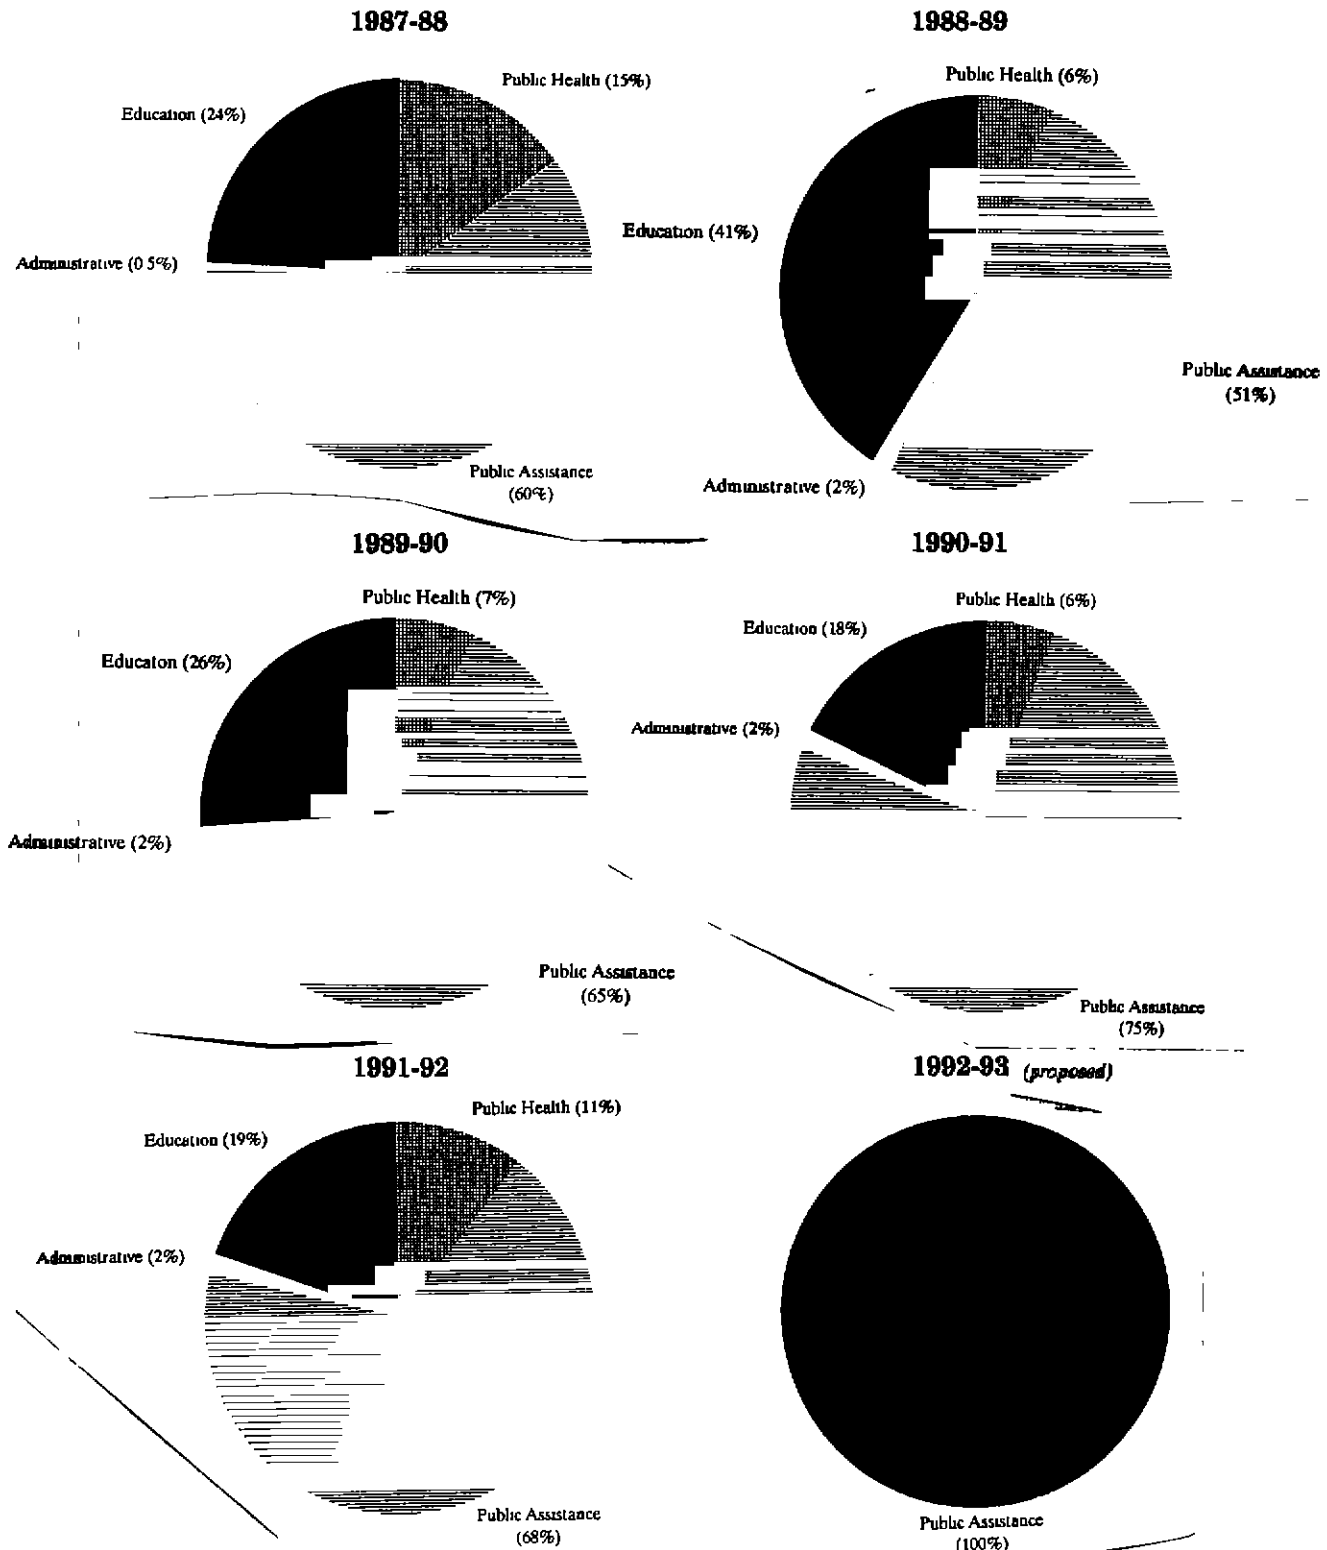 1987-88
Public Health (15%)
Education (24%)
Administrative (0 5%)
Public Assistance
(60%)
1988-89
Public Health (6%)
Education (41%)
Public Assistance
(51%)
Administrative (2%)
1989-90
Public Health (7%)
Educaton (26%)
Administrative (2%)
Public Assistance
(65%)
1990-91
Public Health (6%)
Education (18%)
Administrative (2%)
Public Assistance
(75%)
1991-92
Public Health (11%)
Education (19%)
Administrative (2%)
Public Assistance
(68%)
1992-93 (proposed)
Public Assistance
(100%)